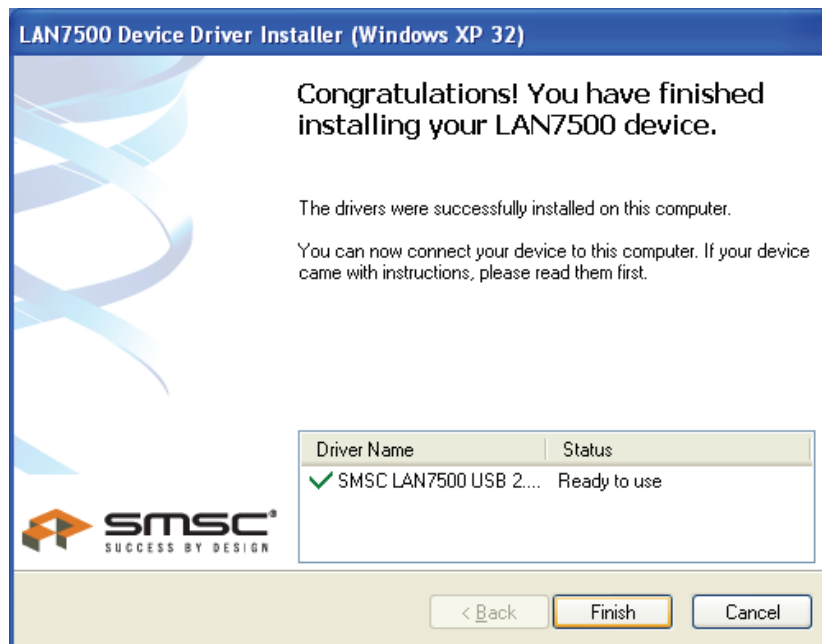 LAN7500 Device Driver Installer (Windows XP 32)
Congratulations! You have finished
installing your LAN7500 device.
The drivers were successfully installed on this computer.
You can now connect your device to this computer. If your device
came with instructions, please read them first.
Driver Name Status
SMSC LAN7500 USB 2.... Ready to use
smsc®
SUCCESS BY DESIGN
< Back Finish Cancel